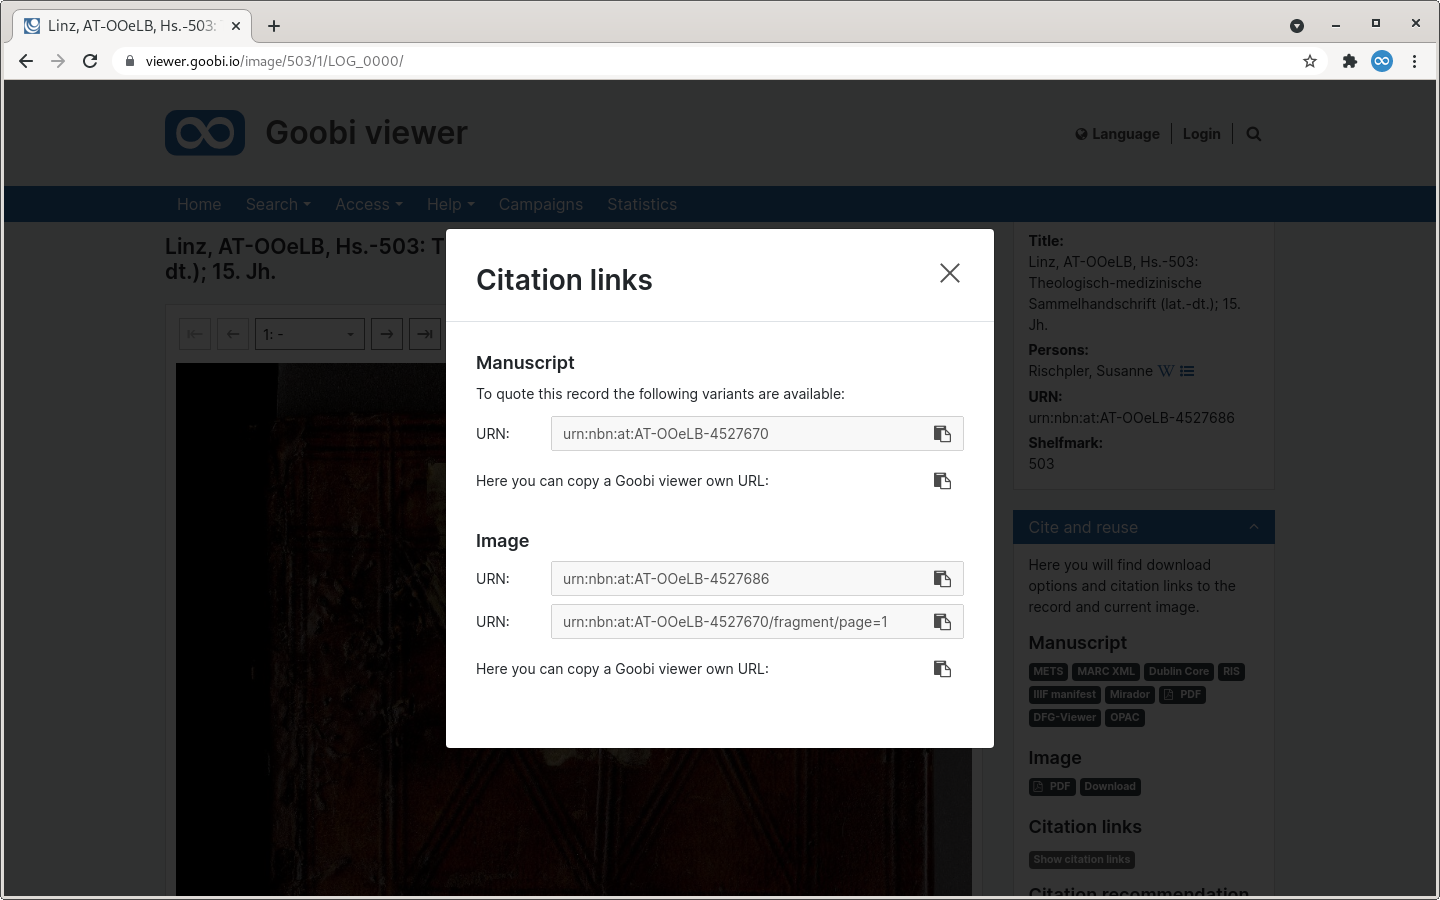 Linz, AT-OOeLB, Hs.-503:
viewer.goobi.io/image/503/1/LOG_0000/
Goobi viewer
Language
Login
Home
Search
Access
Help
Campaigns
Statistics
Linz, AT-OOeLB, Hs.-503: T
dt.); 15. Jh.
1: -
Citation links
Manuscript
To quote this record the following variants are available:
URN:
urn:nbn:at:AT-OOeLB-4527670
Here you can copy a Goobi viewer own URL:
Image
URN:
urn:nbn:at:AT-OOeLB-4527686
URN:
urn:nbn:at:AT-OOeLB-4527670/fragment/page=1
Here you can copy a Goobi viewer own URL:
Title:
Linz, AT-OOeLB, Hs.-503:
Theologisch-medizinische
Sammelhandschrift (lat.-dt.); 15.
Jh.
Persons:
Rischpler, Susanne W
URN:
urn:nbn:at:AT-OOeLB-4527686
Shelfmark:
503
Cite and reuse
Here you will find download
options and citation links to the
record and current image.
Manuscript
METS MARC XML Dublin Core RIS
IIIF manifest Mirador PDF
DFG-Viewer OPAC
Image
PDF Download
Citation links
Show citation links
Citation recommendation